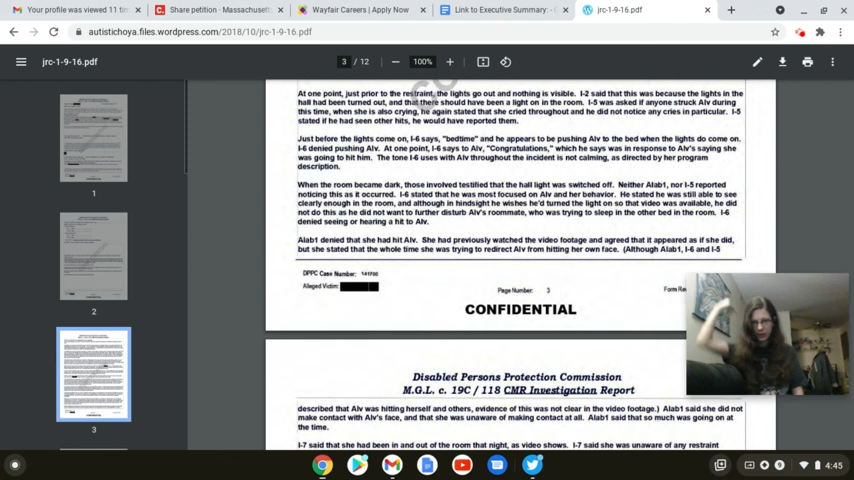 Your profile was viewed 11 tim
Share petition · Massachuset
Wayfair Careers | Apply Now
Link to Executive Summary: - G
jrc-1-9-16.pdf
autistichoya.files.wordpress.com/2018/10/jrc-1-9-16.pdf
jrc-1-9-16.pdf
3 / 12
100%
At one point, just prior to the restraint, the lights go out and nothing is visible. I-2 said that this was because the lights in the
hall had been turned out, and that there should have been a light on in the room. I-5 was asked if anyone struck Alv during
this time, when she is also crying, he again stated that she cried throughout and he did not notice any cries in particular. I-5
stated if he had seen other hits, he would have reported them.
Just before the lights come on, I-6 says, "bedtime" and he appears to be pushing Alv to the bed when the lights do come on.
I-6 denied pushing Alv. At one point, I-6 says to Alv, "Congratulations," which he says was in response to Alv's saying she
was going to hit him. The tone I-6 uses with Alv throughout the incident is not calming, as directed by her program
description.
When the room became dark, those involved testified that the hall light was switched off. Neither Alab1, nor I-5 reported
noticing this as it occurred. I-6 stated that he was most focused on Alv and her behavior. He stated he was still able to see
clearly enough in the room, and although in hindsight he wishes he'd turned the light on so that video was available, he did
not do this as he did not want to further disturb Alv's roommate, who was trying to sleep in the other bed in the room. I-6
denied seeing or hearing a hit to Alv.
Alab1 denied that she had hit Alv. She had previously watched the video footage and agreed that it appeared as if she did,
but she stated that the whole time she was trying to redirect Alv from hitting her own face. (Although Alab1, I-6 and I-5
DPPC Case Number: 141700
Alleged Victim:
Page Number: 3
Form Re
CONFIDENTIAL
Disabled Persons Protection Commission
M.G.L. c. 19C / 118 CMR Investigation Report
described that Alv was hitting herself and others, evidence of this was not clear in the video footage.) Alab1 said she did not
make contact with Alv's face, and that she was unaware of making contact at all. Alab1 said that so much was going on at
the time.
I-7 said that she had been in and out of the room that night, as video shows. I-7 said she was unaware of any restraint
1
2
3
4:45